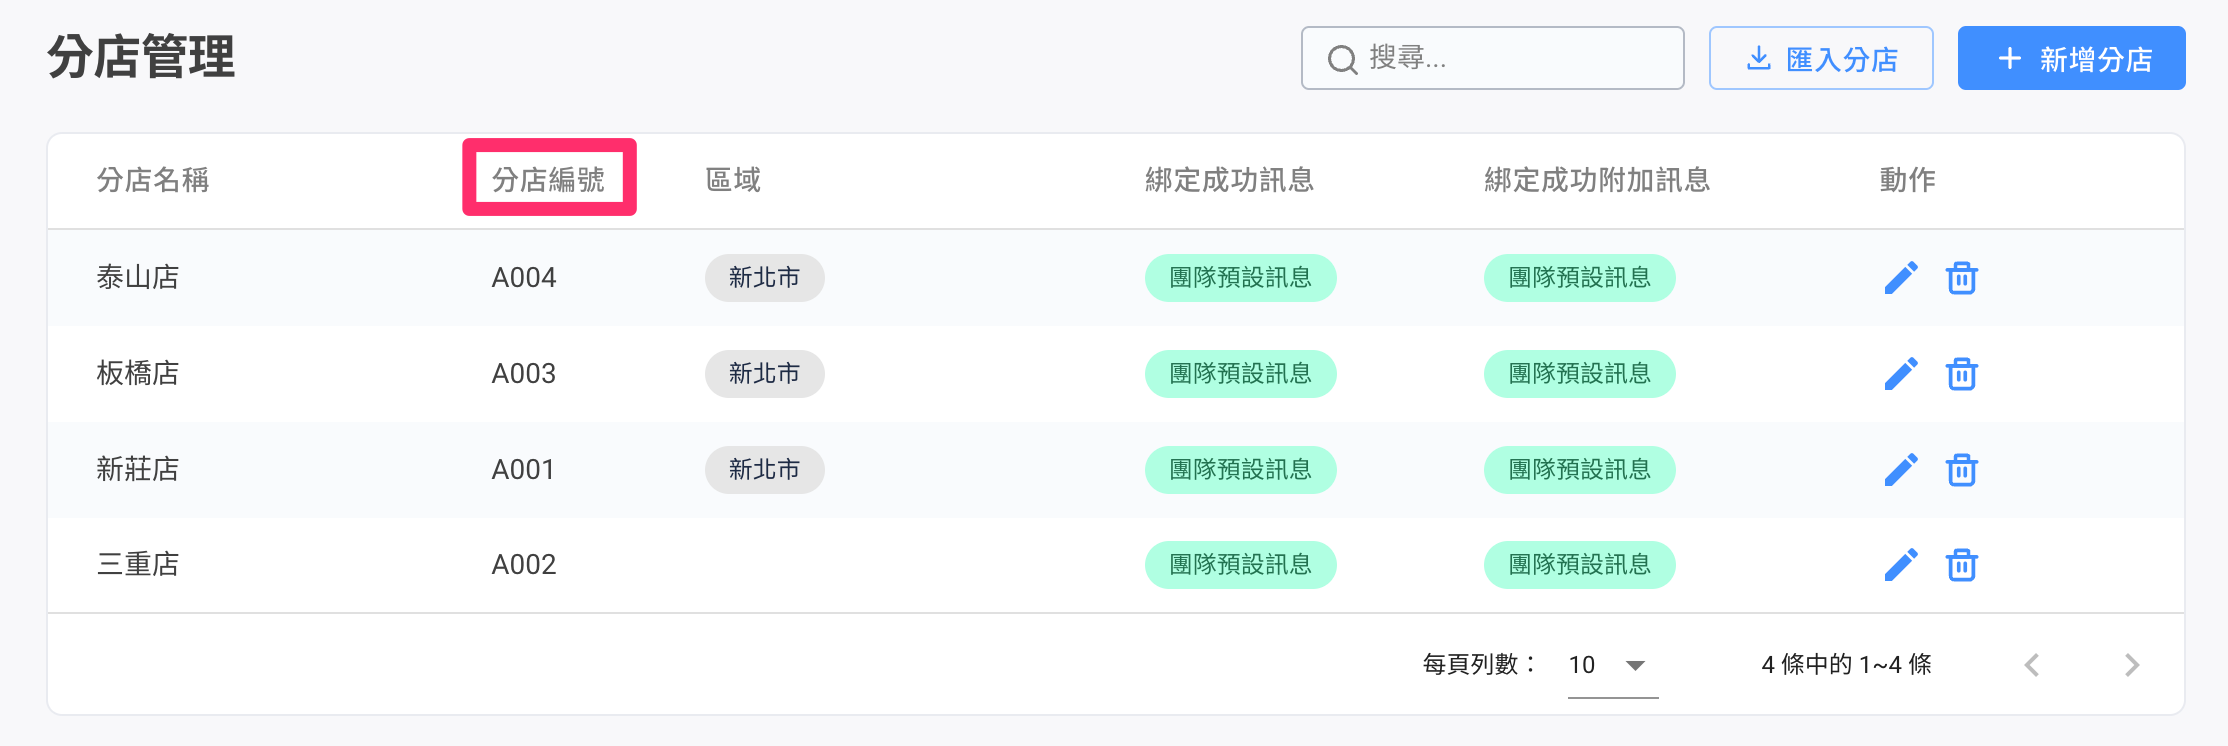 分店管理 搜尋... 匯入分店 新增分店
分店名稱 分店編號 區域 綁定成功訊息 綁定成功附加訊息 動作
泰山店 A004 新北市 團隊預設訊息 團隊預設訊息
板橋店 A003 新北市 團隊預設訊息 團隊預設訊息
新莊店 A001 新北市 團隊預設訊息 團隊預設訊息
三重店 A002 團隊預設訊息 團隊預設訊息
每頁列數： 10 4 條中的 1~4 條